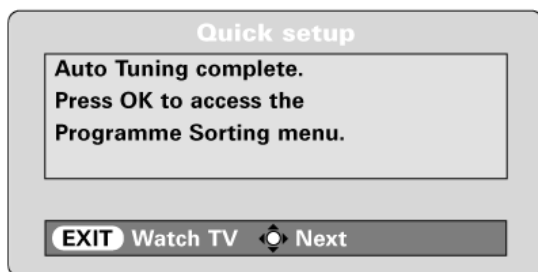 Quick setup
Auto Tuning complete.
Press OK to access the
Programme Sorting menu.
EXIT Watch TV Next